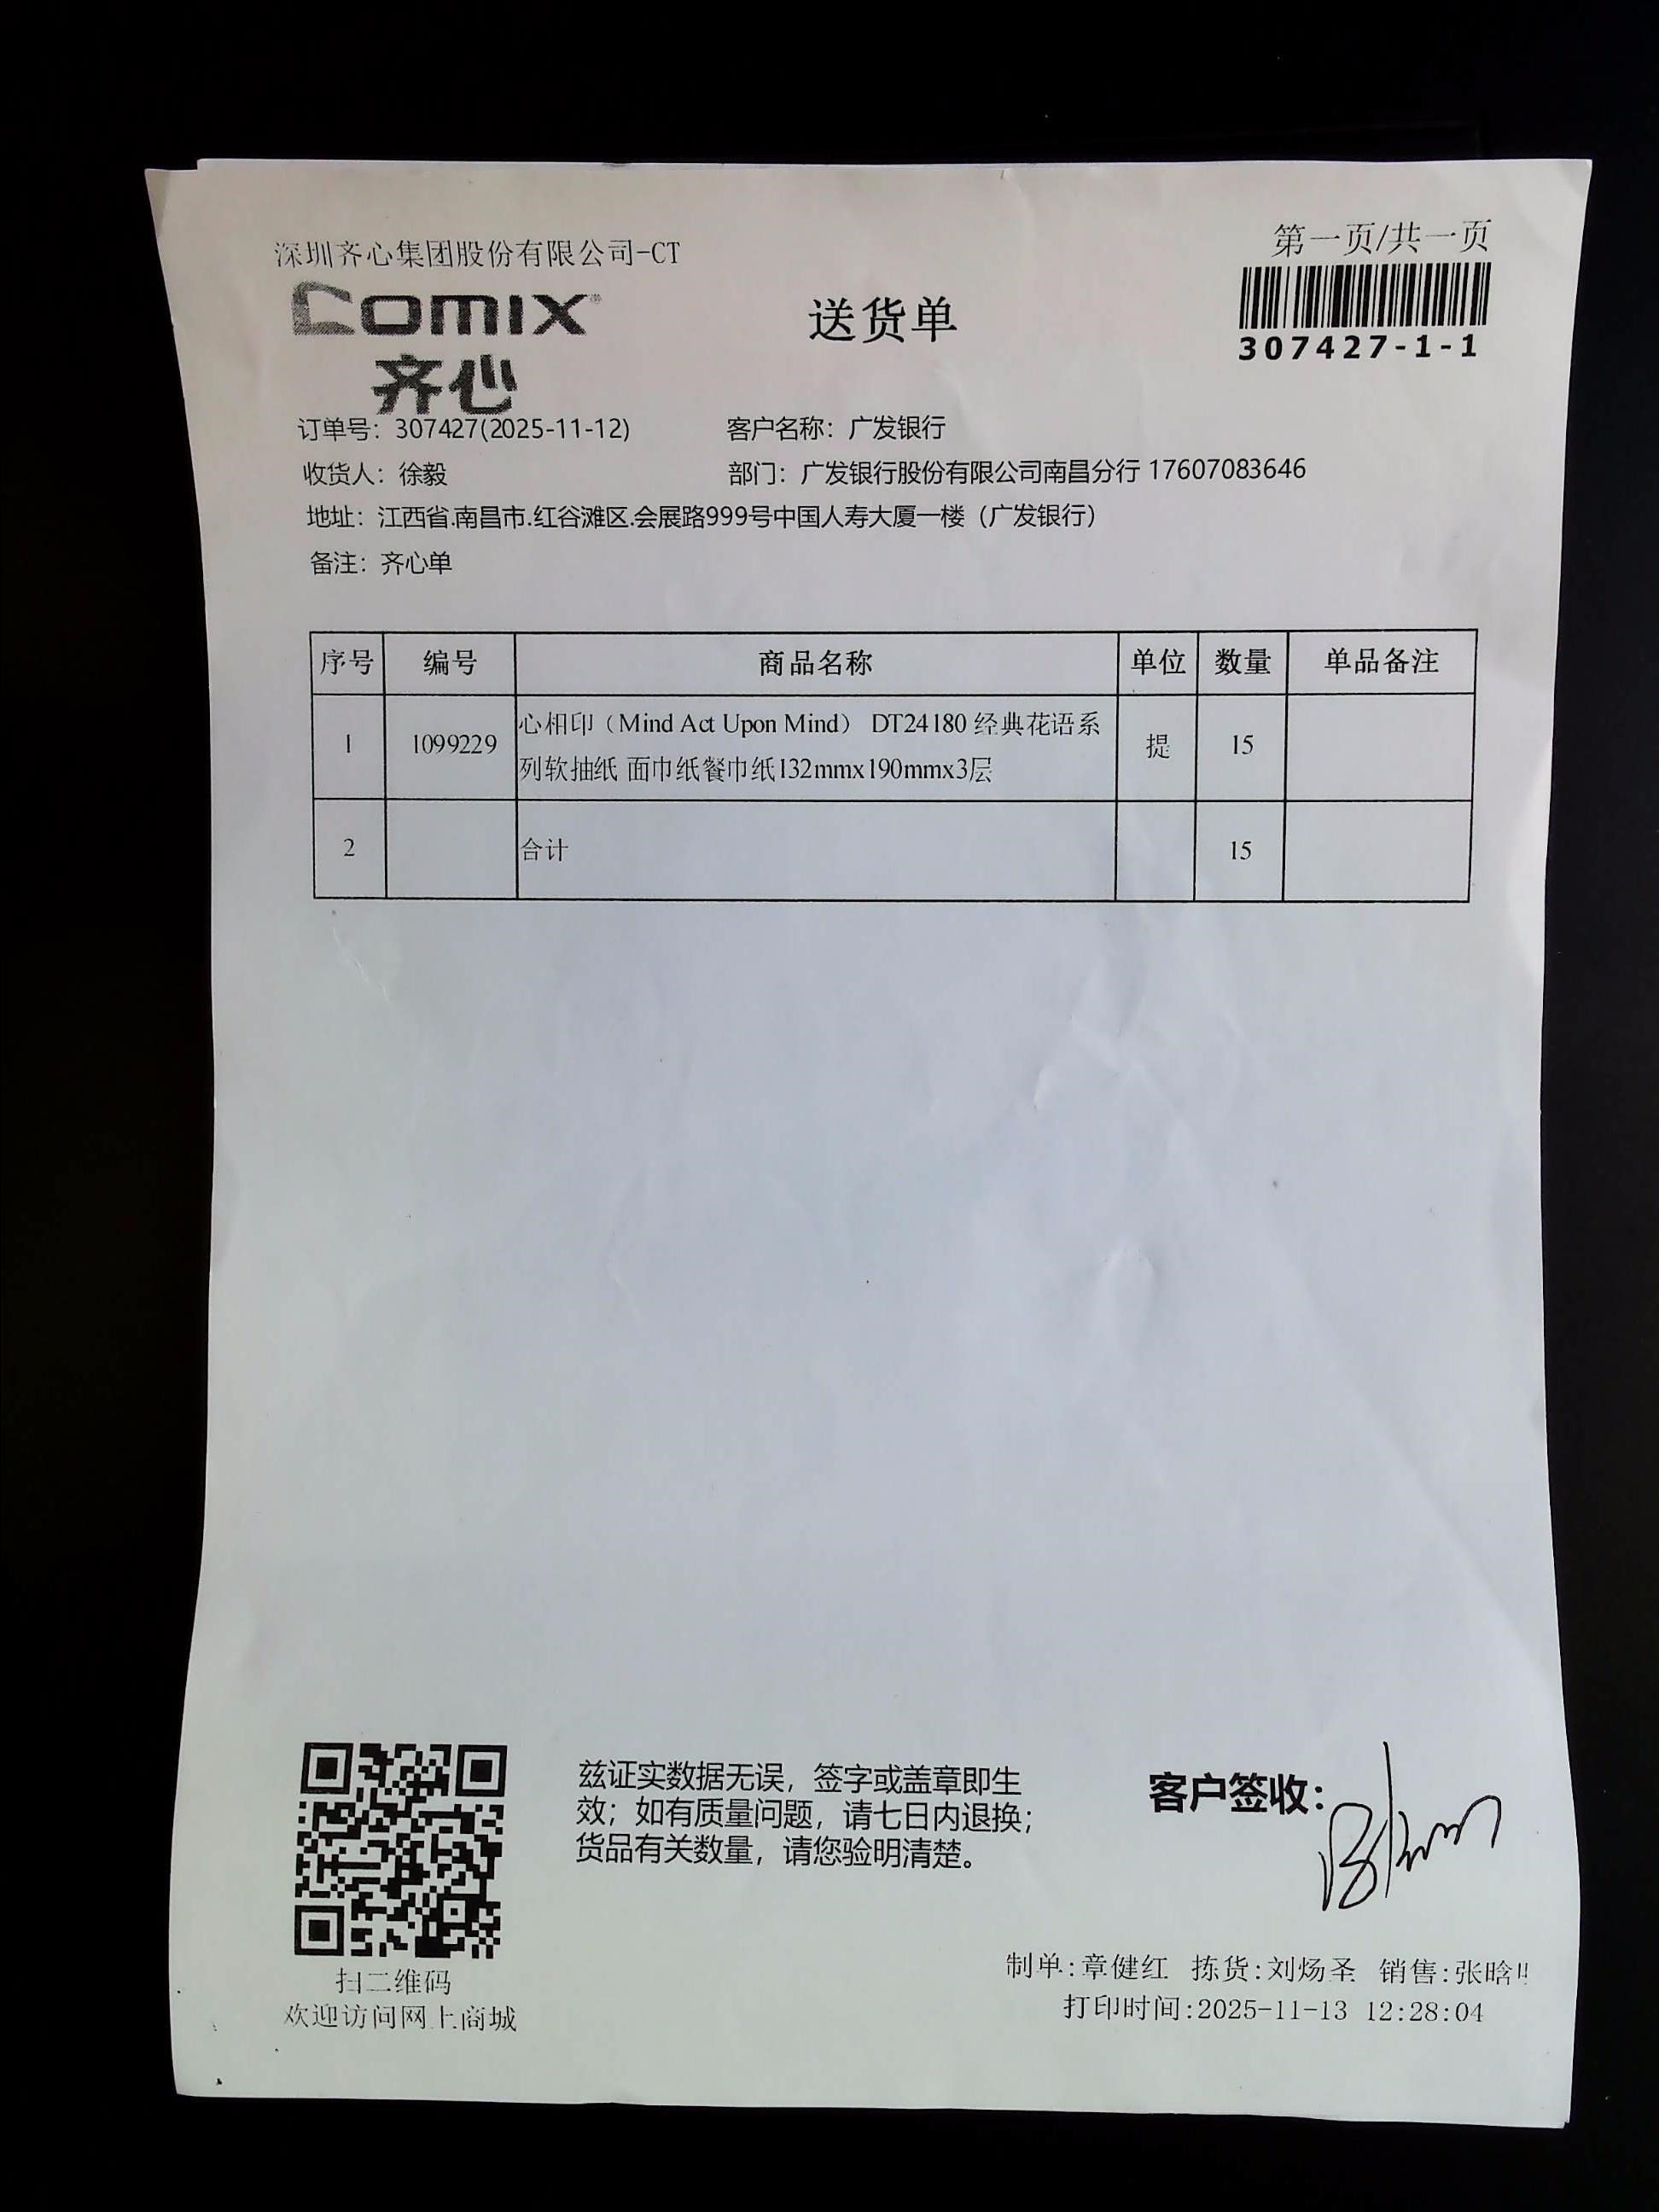 深圳齐心集团股份有限公司-CT
第一页/共一页
COMIX
齐心
送货单
307427-1-1
订单号：307427(2025-11-12)
客户名称：广发银行
收货人：徐毅
部门：广发银行股份有限公司南昌分行 17607083646
地址：江西省.南昌市.红谷滩区.会展路999号中国人寿大厦一楼（广发银行）
备注：齐心单
序号 编号 商品名称 单位 数量 单品备注
1 1099229 心相印（Mind Act Upon Mind） DT24180 经典花语系
列软抽纸 面巾纸餐巾纸132mmx190mmx3层 提 15
2 合计 15
兹证实数据无误，签字或盖章即生
效；如有质量问题，请七日内退换；
货品有关数量，请您验明清楚。
客户签收：
扫二维码
欢迎访问网上商城
制单:章健红 拣货:刘炀圣 销售:张晗!!
打印时间:2025-11-13 12:28:04